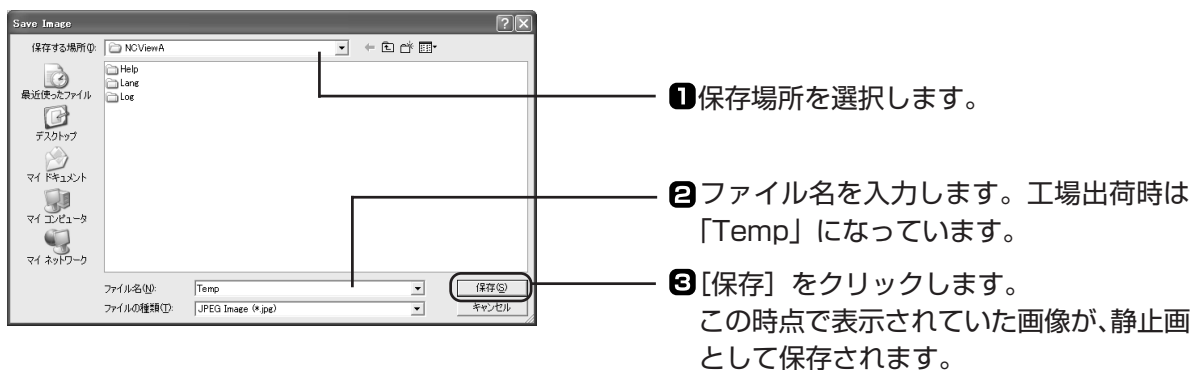 Save Image
保存する場所(I):
NCViewA
Help
Lang
Log
最近使ったファイル
デスクトップ
マイ ドキュメント
マイ コンピュータ
マイ ネットワーク
ファイル名(N):
Temp
保存(S)
ファイルの種類(T):
JPEG Image (*.jpg)
キャンセル
1保存場所を選択します。
2ファイル名を入力します。工場出荷時は
「Temp」になっています。
3[保存]をクリックします。
この時点で表示されていた画像が、静止画
として保存されます。